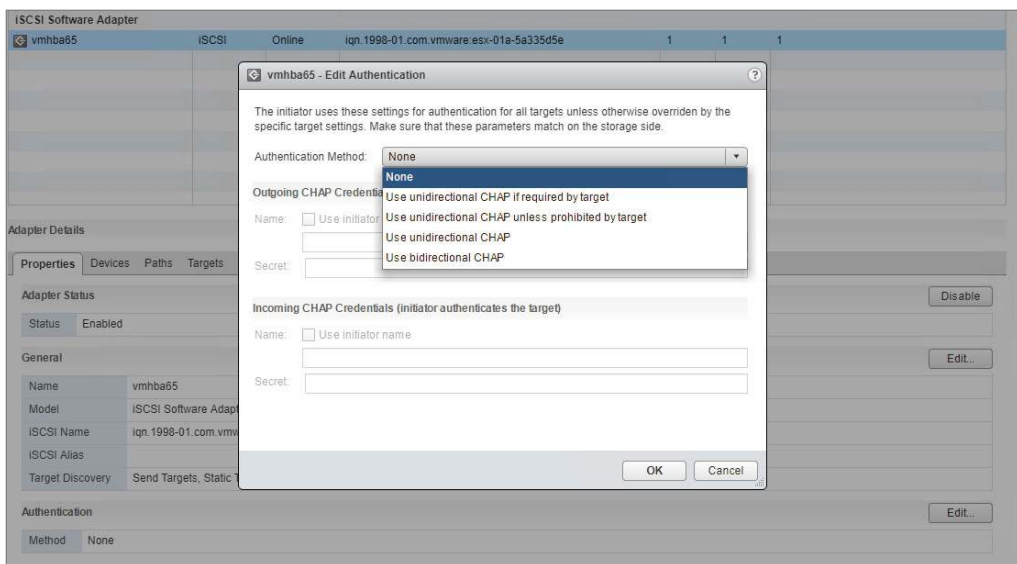 iSCSI Software Adapter
vmhba65 iSCSI Online iqn.1998-01.com.vmware:esx-01a-5a335d5e 1 1 1
vmhba65 - Edit Authentication ?
The initiator uses these settings for authentication for all targets unless otherwise overriden by the
specific target settings. Make sure that these parameters match on the storage side.
Authentication Method: None
None
Use unidirectional CHAP if required by target
Use unidirectional CHAP unless prohibited by target
Use unidirectional CHAP
Use bidirectional CHAP
Outgoing CHAP Credentia
Name: Use initiator
Secret:
Incoming CHAP Credentials (initiator authenticates the target)
Name: Use initiator name
Secret:
OK Cancel
Adapter Details
Properties Devices Paths Targets
Adapter Status Disable
Status Enabled
General Edit...
Name vmhba65
Model iSCSI Software Adapt
iSCSI Name iqn.1998-01.com.vmw
iSCSI Alias
Target Discovery Send Targets, Static T
Authentication Edit...
Method None